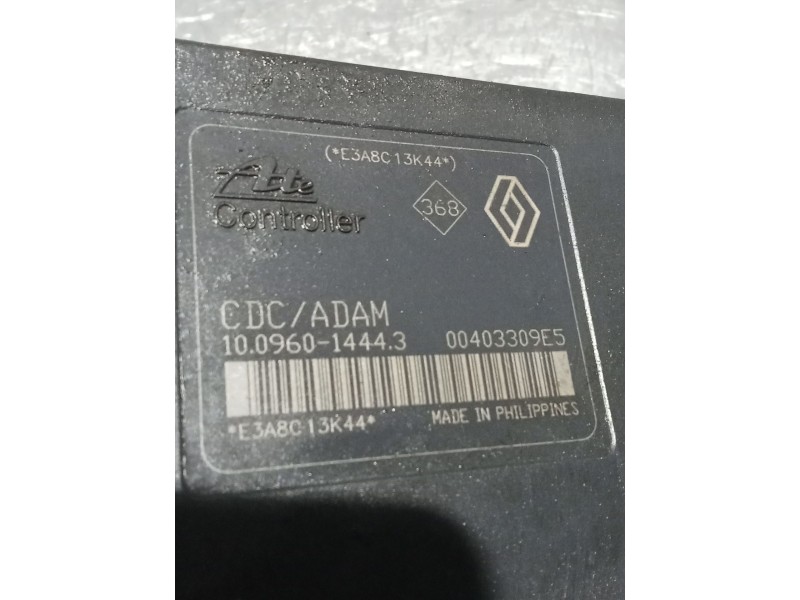 (*E3A8C13K44*)
Ate
Controller
368
CDC/ADAM
10.0960-1444.3 00403309E5
*E3A8C13K44* MADE IN PHILIPPINES